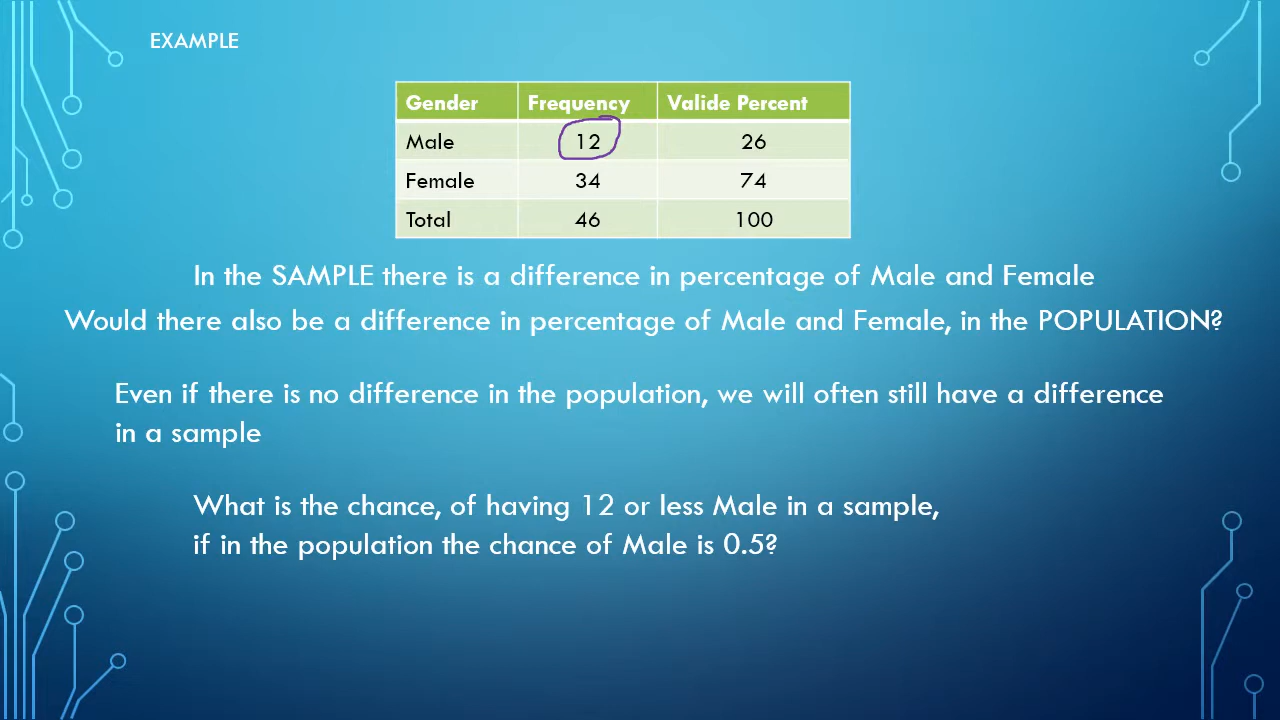 EXAMPLE
Gender Frequency Valide Percent
Male 12 26
Female 34 74
Total 46 100
In the SAMPLE there is a difference in percentage of Male and Female
Would there also be a difference in percentage of Male and Female, in the POPULATION?
Even if there is no difference in the population, we will often still have a difference
in a sample
What is the chance, of having 12 or less Male in a sample,
if in the population the chance of Male is 0.5?